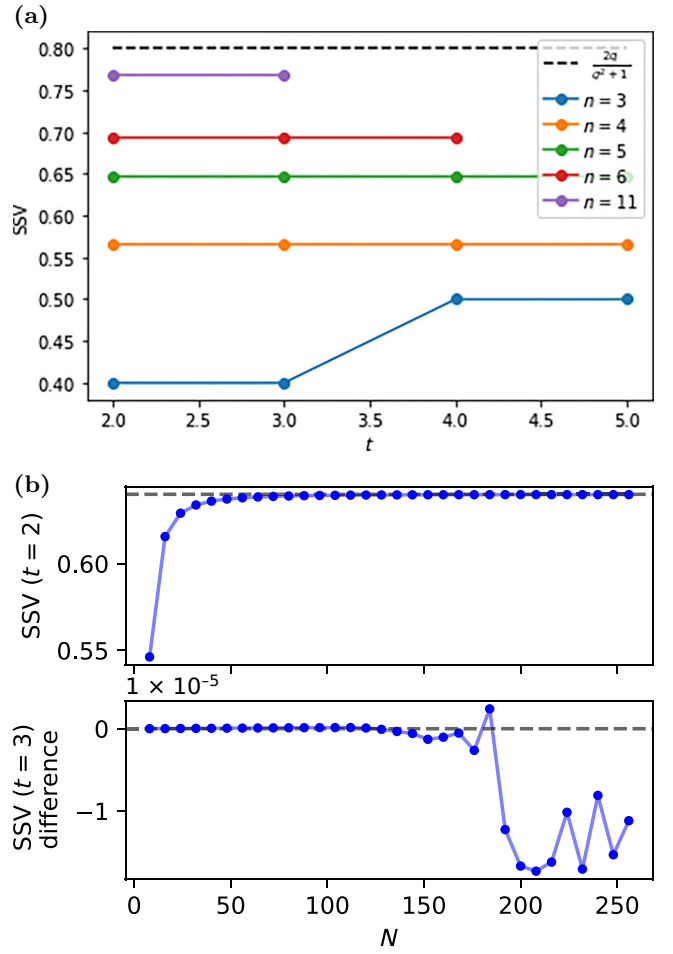 (a)
SSV
0.80
0.75
0.70
0.65
0.60
0.55
0.50
0.45
0.40
2q
q² + 1
n = 3
n = 4
n = 5
n = 6
n = 11
2.0 2.5 3.0 3.5 4.0 4.5 5.0
t
(b)
SSV (t = 2)
0.60
0.55
1 × 10⁻⁵
SSV (t = 3)
difference
0
−1
0 50 100 150 200 250
N